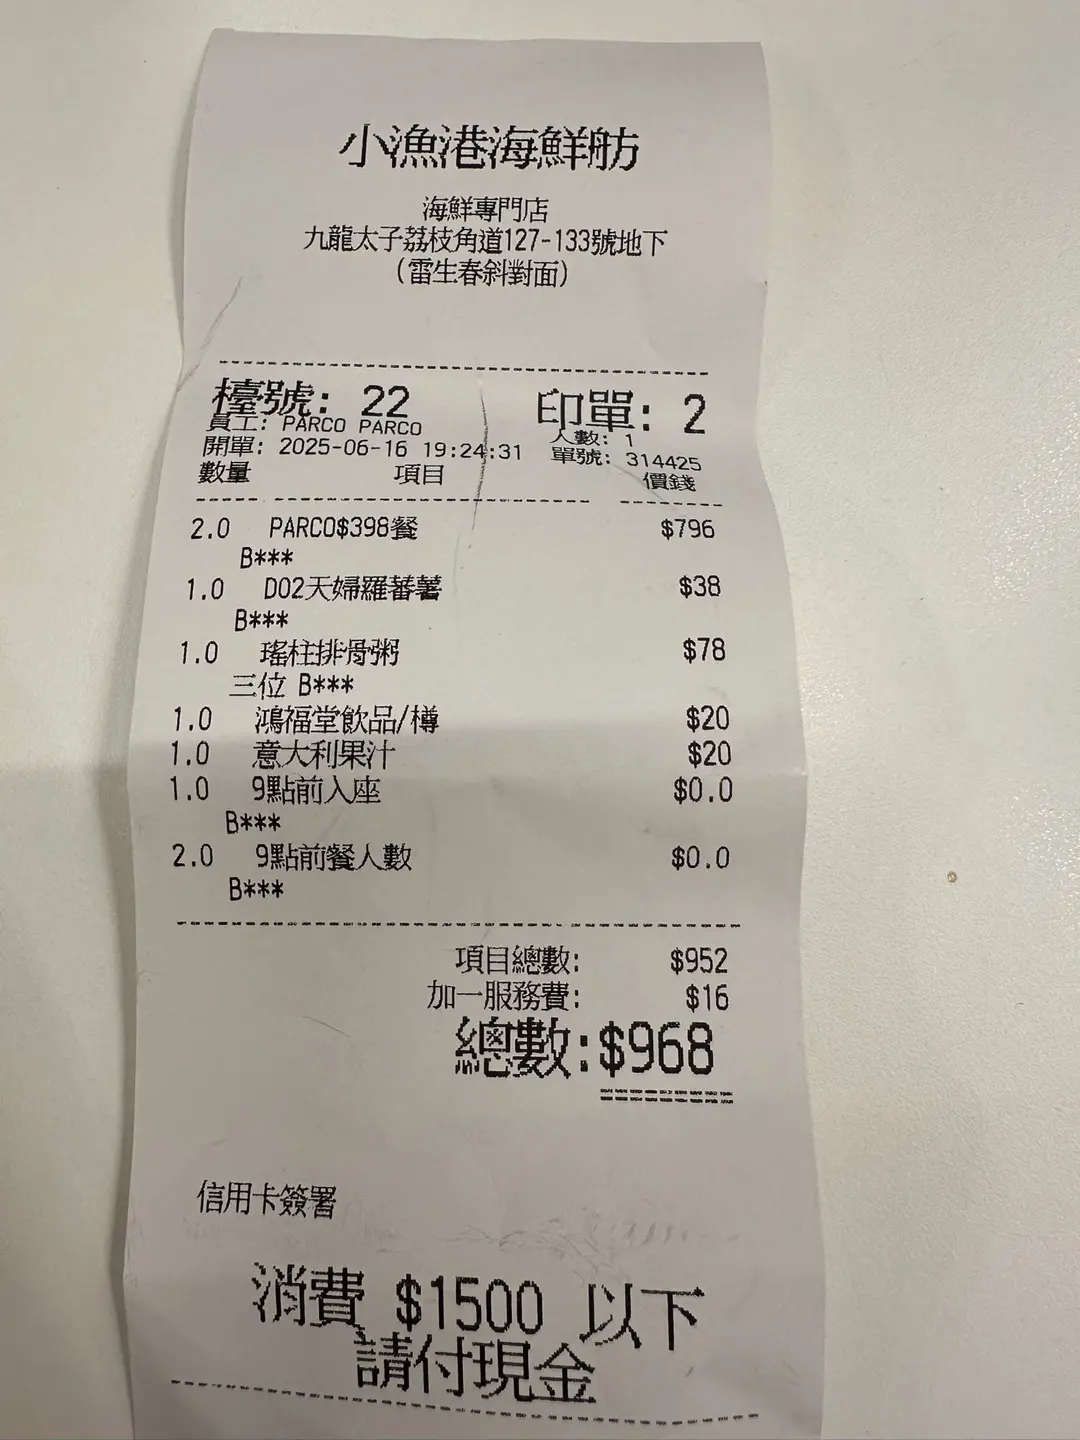 小漁港海鮮舫
海鮮專門店
九龍太子荔枝角道127-133號地下
(雷生春斜對面)
檯號: 22 印單: 2
員工: PARCO PARCO 人數: 1
開單: 2025-06-16 19:24:31 單號: 314425
數量 項目 價錢
2.0 PARCO$398餐 $796
B***
1.0 D02天婦羅蕃薯 $38
B***
1.0 瑤柱排骨粥 $78
三位 B***
1.0 鴻福堂飲品/樽 $20
1.0 意大利果汁 $20
1.0 9點前入座 $0.0
B***
2.0 9點前餐人數 $0.0
B***
項目總數: $952
加一服務費: $16
總數:$968
信用卡簽署
消費 $1500 以下
請付現金